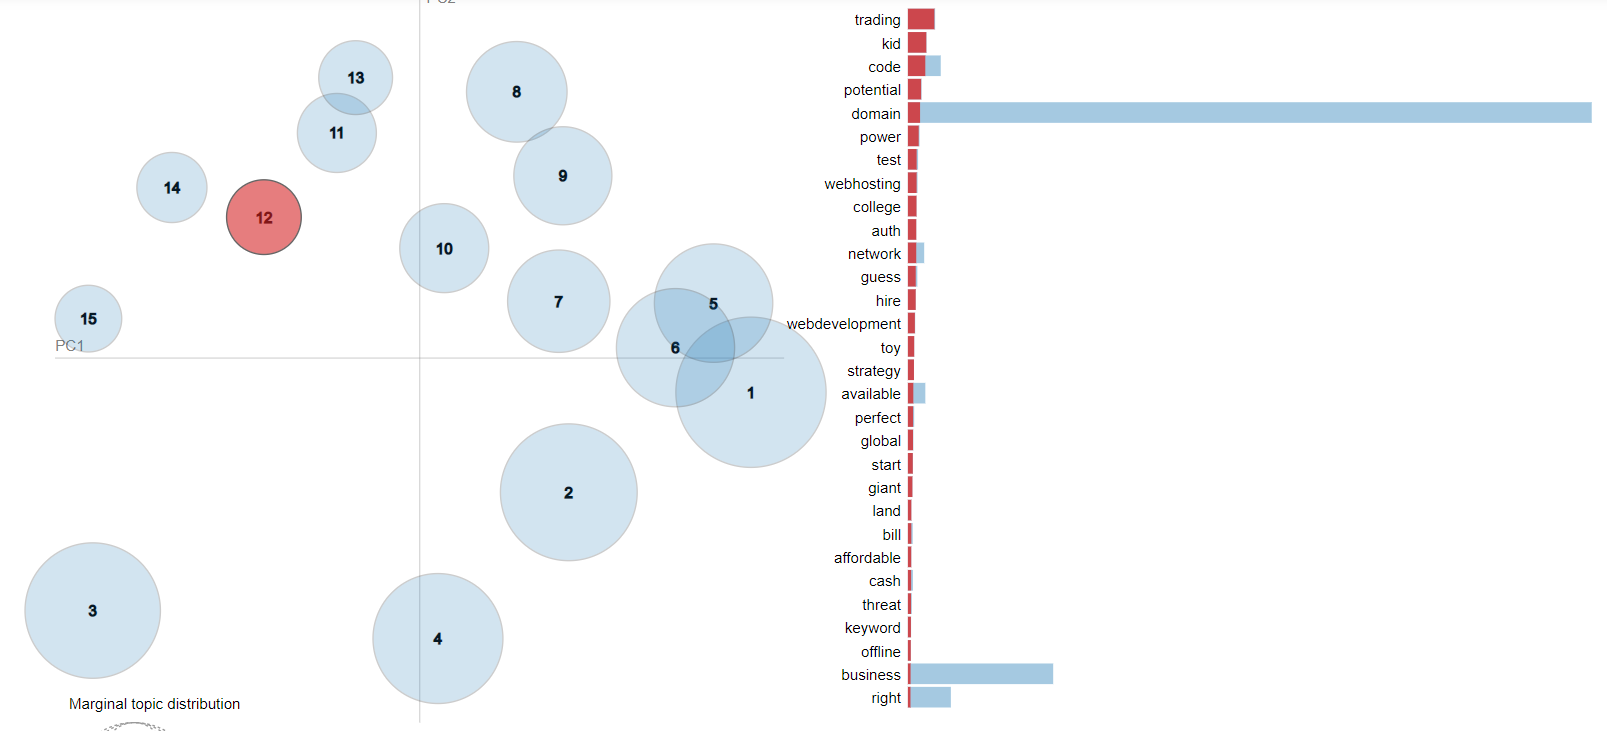 PC2
13
8
11
9
14
12
10
7
5
15
6
PC1
1
2
3
4
Marginal topic distribution
trading
kid
code
potential
domain
power
test
webhosting
college
auth
network
guess
hire
webdevelopment
toy
strategy
available
perfect
global
start
giant
land
bill
affordable
cash
threat
keyword
offline
business
right